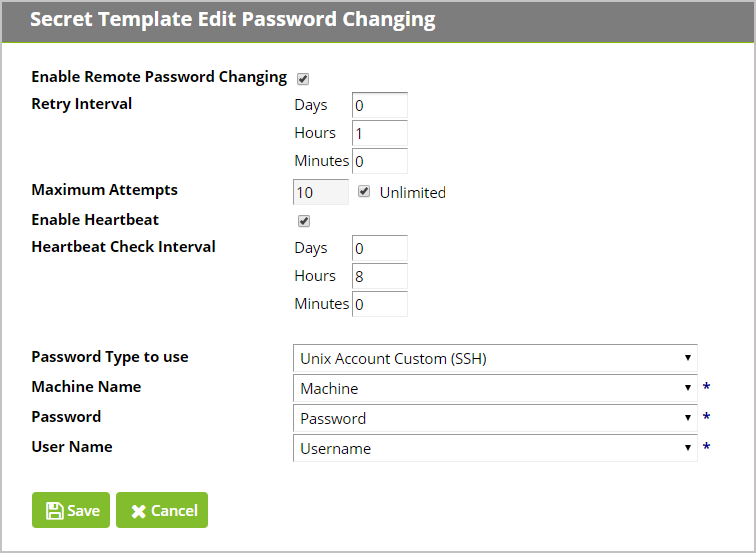 Secret Template Edit Password Changing
Enable Remote Password Changing
Retry Interval Days 0
Hours 1
Minutes 0
Maximum Attempts 10 Unlimited
Enable Heartbeat
Heartbeat Check Interval Days 0
Hours 8
Minutes 0
Password Type to use Unix Account Custom (SSH)
Machine Name Machine *
Password Password *
User Name Username *
Save Cancel